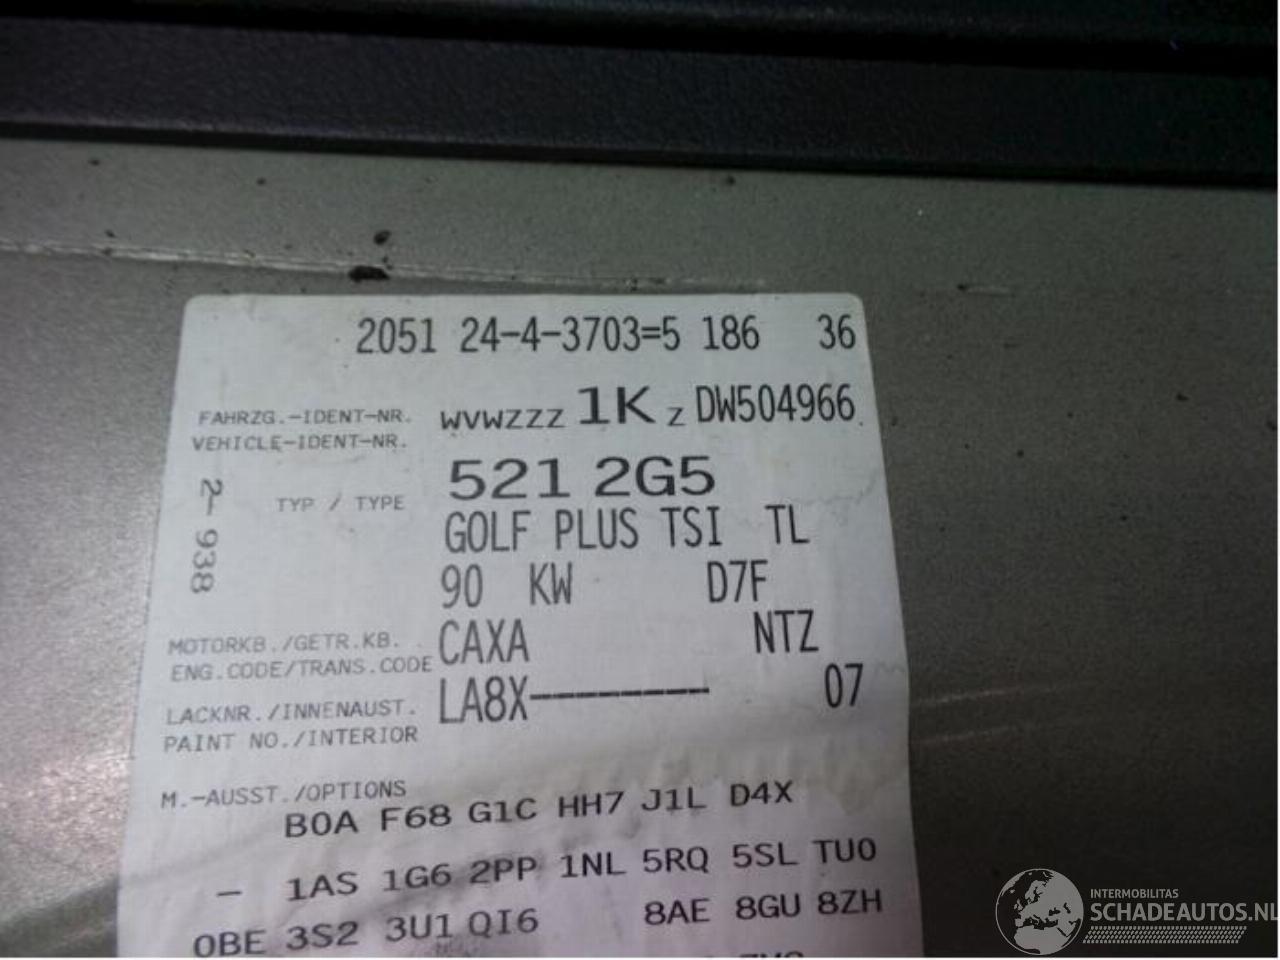 2051 24-4-3703=5 186 36
FAHRZG.-IDENT-NR.
VEHICLE-IDENT-NR.
WVWZZZ 1K Z DW504966
2- 938
TYP / TYPE
521 2G5
GOLF PLUS TSI TL
90 KW D7F
MOTORKB./GETR.KB.
ENG.CODE/TRANS.CODE
CAXA NTZ
LACKNR./INNENAUST.
PAINT NO./INTERIOR
LA8X--------- 07
M.-AUSST./OPTIONS
B0A F68 G1C HH7 J1L D4X
- 1AS 1G6 2PP 1NL 5RQ 5SL TU0
0BE 3S2 3U1 QI6 8AE 8GU 8ZH
INTERMOBILITAS
SCHADEAUTOS.NL